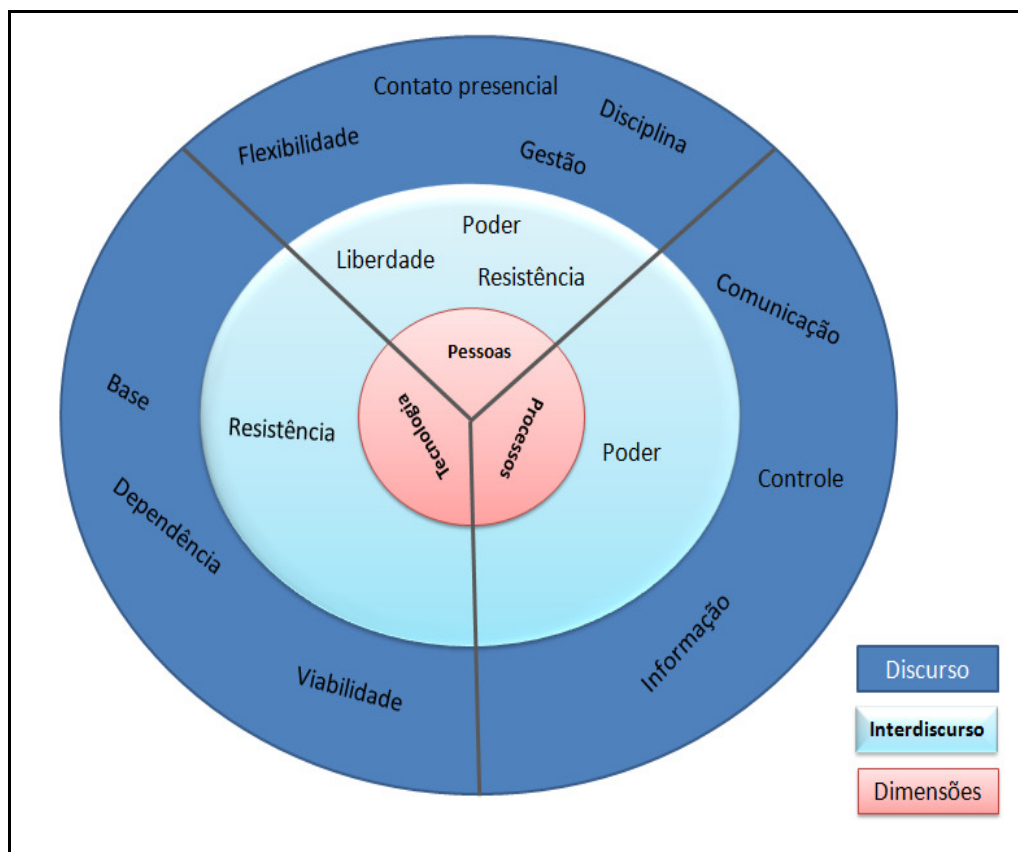 Contato presencial
Disciplina
Flexibilidade
Gestão
Poder
Liberdade
Resistência
Comunicação
Pessoas
Base
Tecnologia
Processos
Resistência
Poder
Controle
Dependência
Informação
Viabilidade
Discurso
Interdiscurso
Dimensões